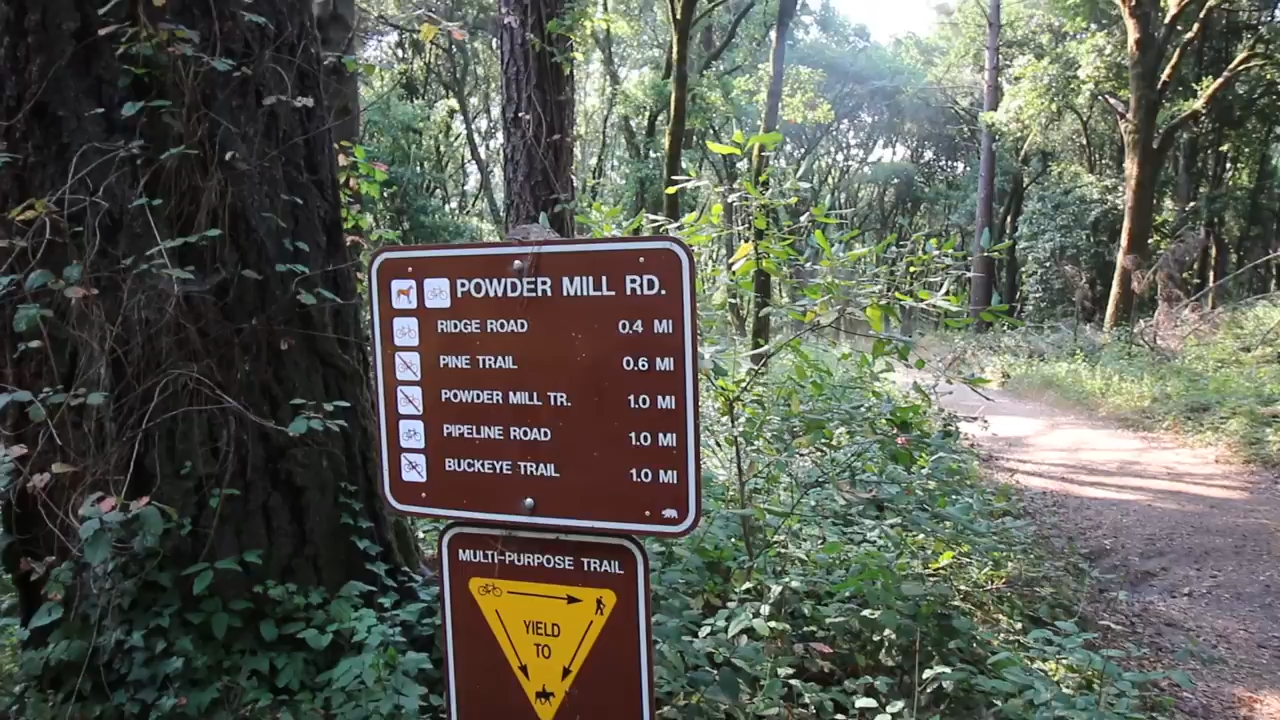 POWDER MILL RD.
RIDGE ROAD 0.4 MI
PINE TRAIL 0.6 MI
POWDER MILL TR. 1.0 MI
PIPELINE ROAD 1.0 MI
BUCKEYE TRAIL 1.0 MI
MULTI-PURPOSE TRAIL
YIELD
TO